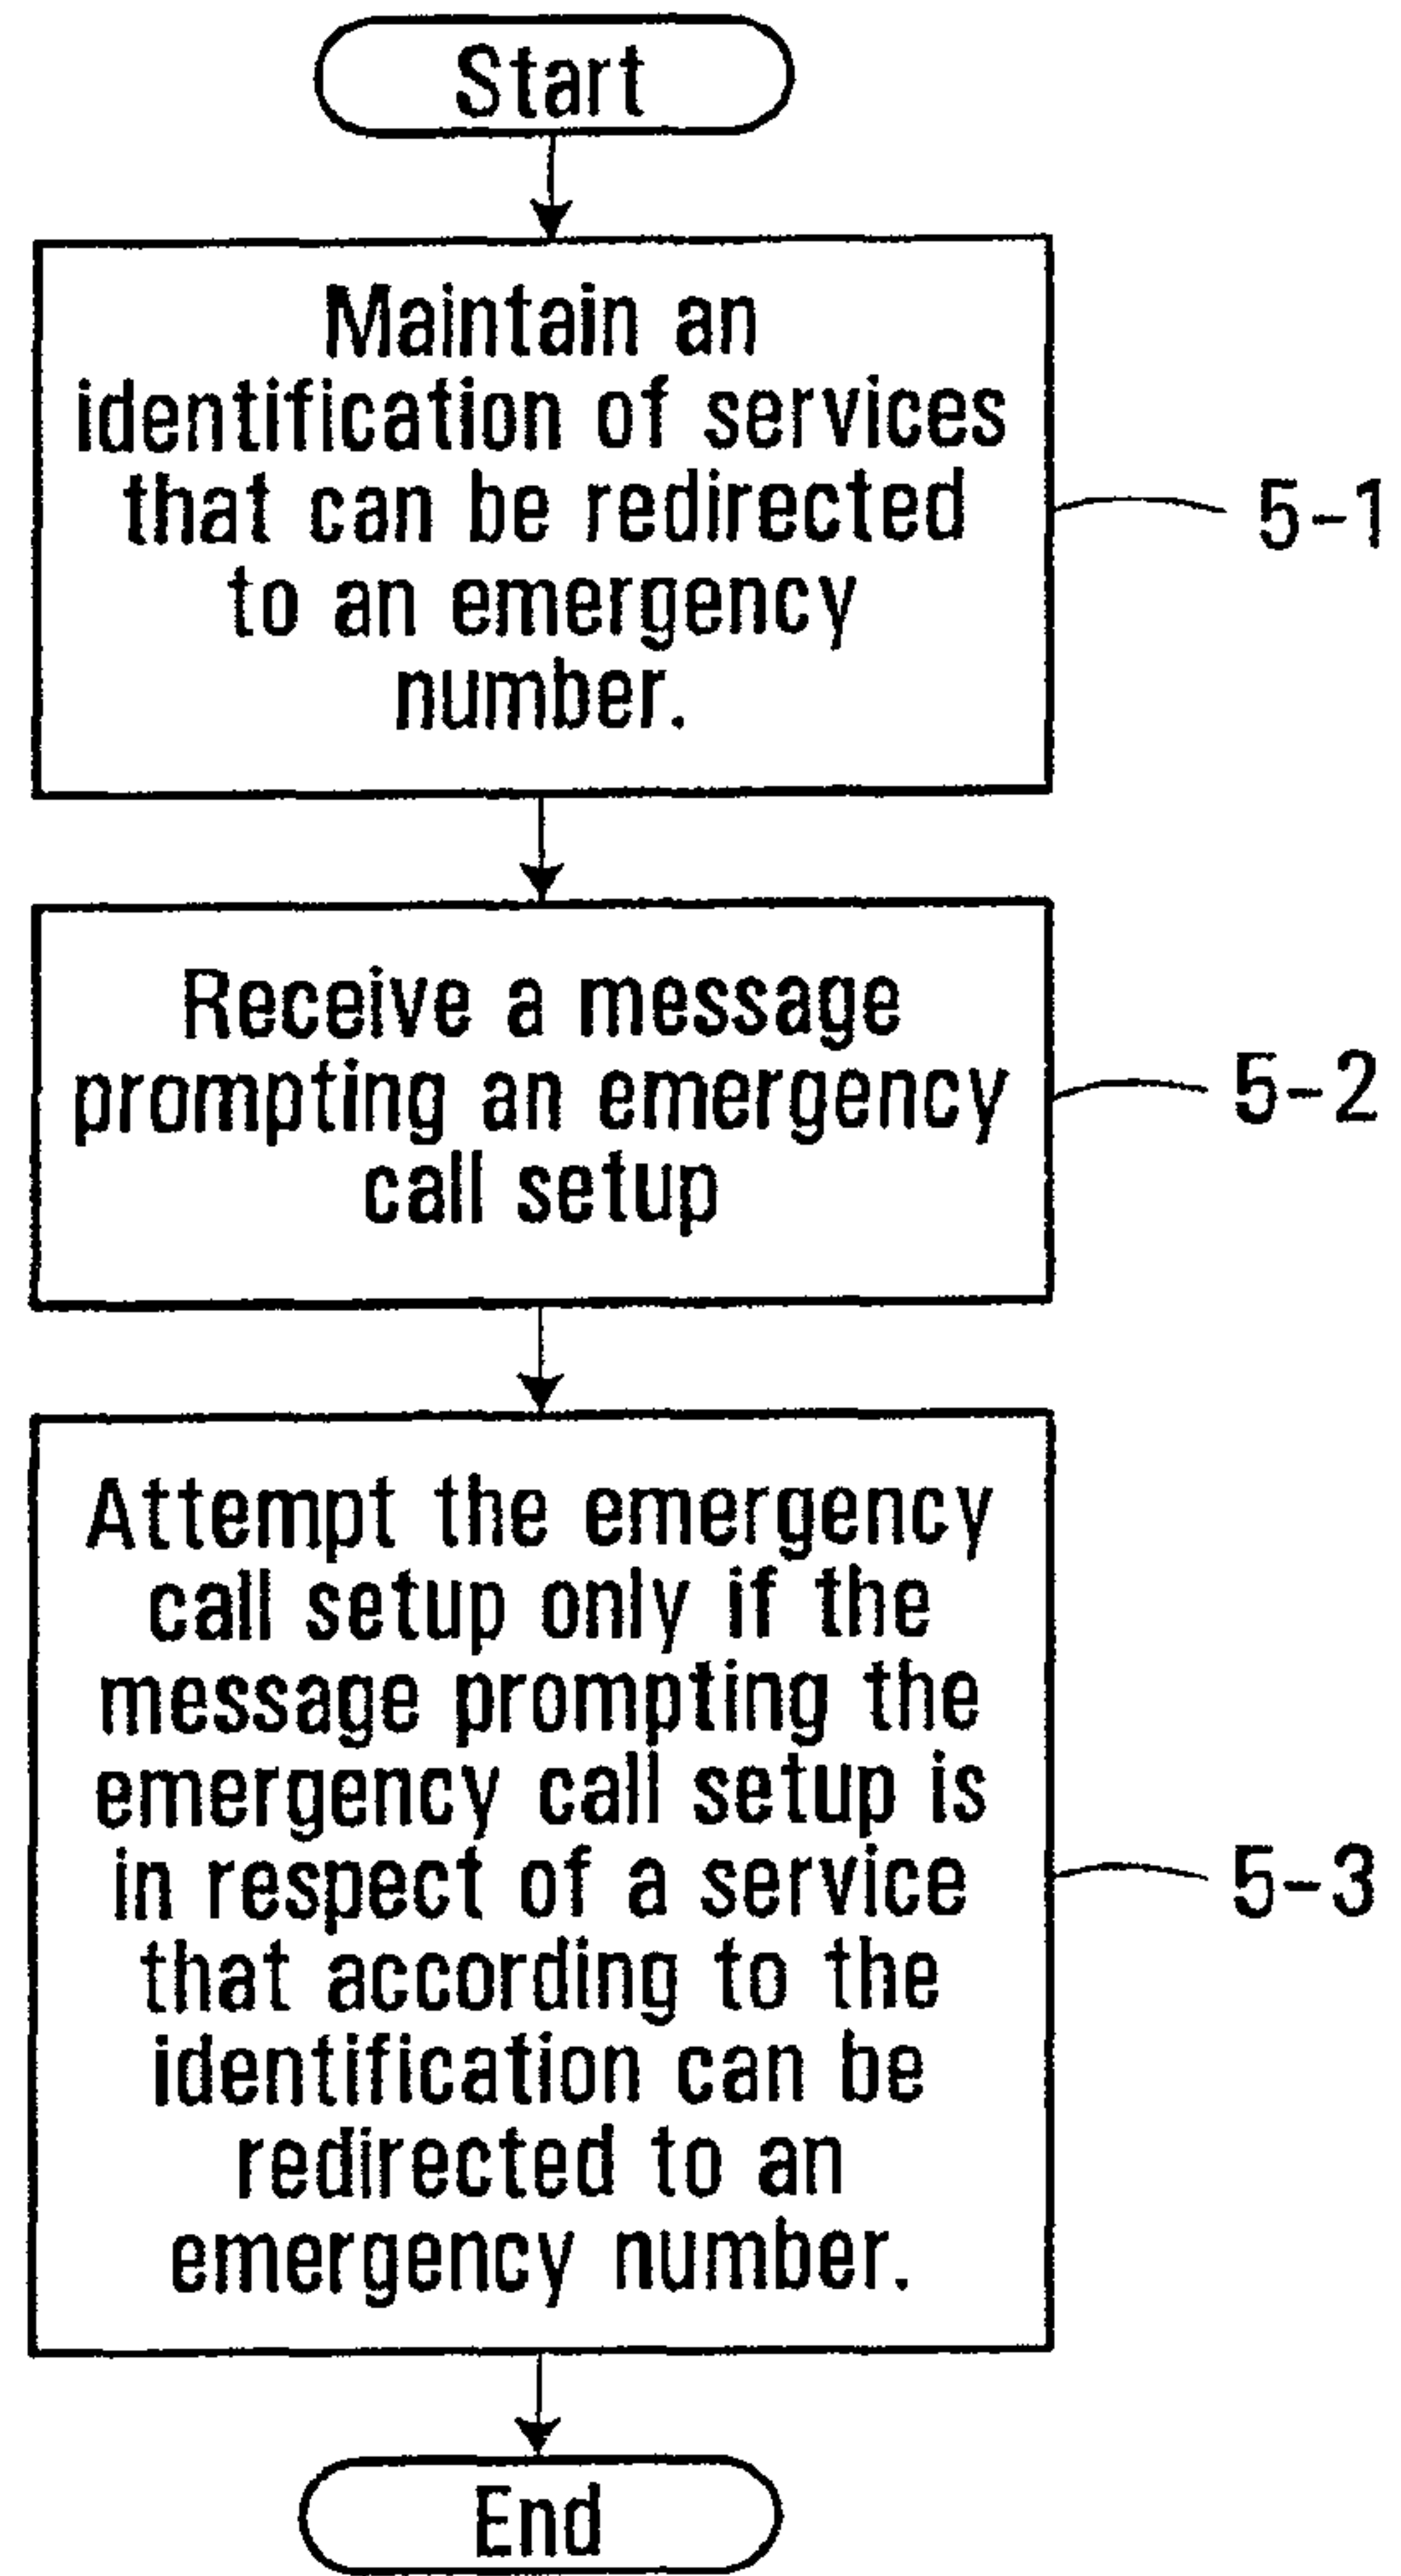 Start
Maintain an
identification of services
that can be redirected
to an emergency
number.
5-1
Receive a message
prompting an emergency
call setup
5-2
Attempt the emergency
call setup only if the
message prompting the
emergency call setup is
in respect of a service
that according to the
identification can be
redirected to an
emergency number.
5-3
End